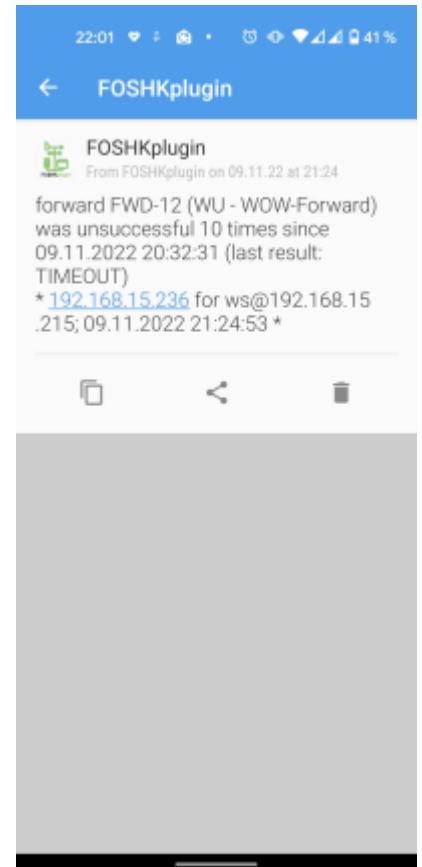 22:01 41%
FOSHKplugin
FOSHKplugin
From FOSHKplugin on 09.11.22 at 21:24
forward FWD-12 (WU - WOW-Forward)
was unsuccessful 10 times since
09.11.2022 20:32:31 (last result:
TIMEOUT)
* 192.168.15.236 for ws@192.168.15
.215; 09.11.2022 21:24:53 *